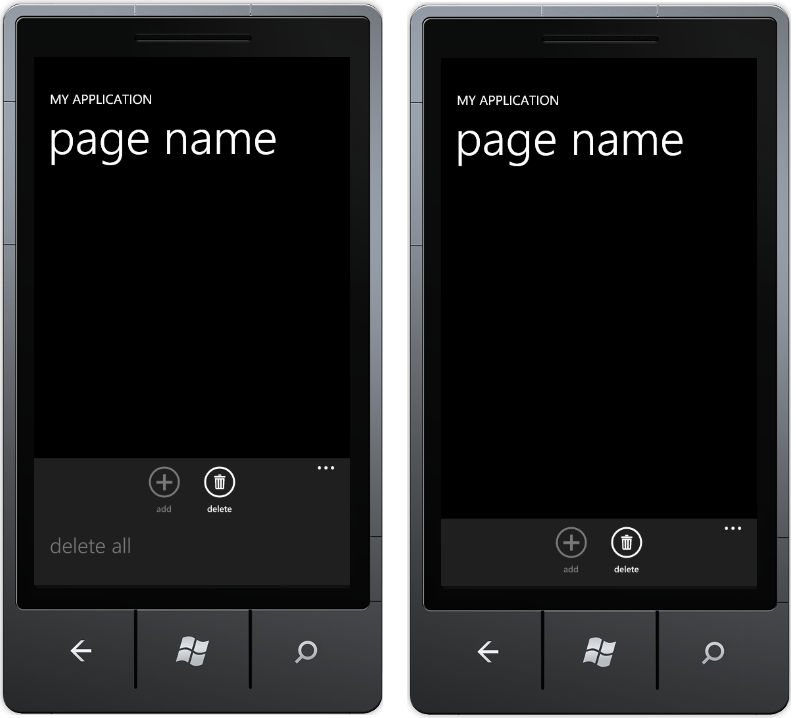 MY APPLICATION
page name
add
delete
delete all
MY APPLICATION
page name
add
delete